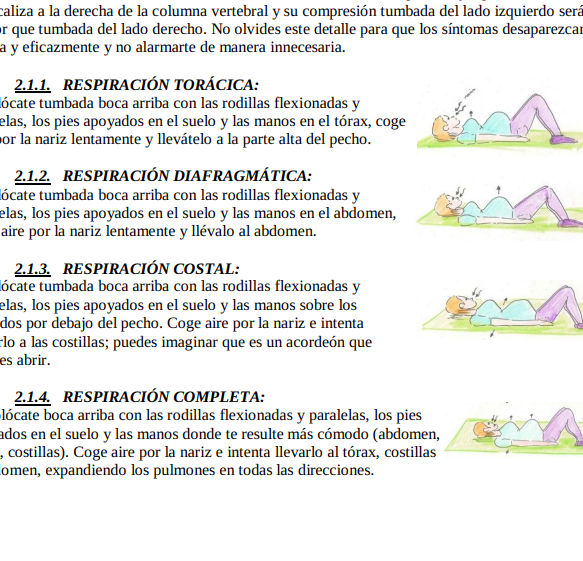 caliza a la derecha de la columna vertebral y su compresión tumbada del lado izquierdo será
r que tumbada del lado derecho. No olvides este detalle para que los síntomas desaparezcan
a y eficazmente y no alarmarte de manera innecesaria.
2.1.1. RESPIRACIÓN TORÁCICA:
lócate tumbada boca arriba con las rodillas flexionadas y
elas, los pies apoyados en el suelo y las manos en el tórax, coge
por la nariz lentamente y llevátelo a la parte alta del pecho.
2.1.2. RESPIRACIÓN DIAFRAGMÁTICA:
lócate tumbada boca arriba con las rodillas flexionadas y
elas, los pies apoyados en el suelo y las manos en el abdomen,
aire por la nariz lentamente y llévalo al abdomen.
2.1.3. RESPIRACIÓN COSTAL:
lócate tumbada boca arriba con las rodillas flexionadas y
elas, los pies apoyados en el suelo y las manos sobre los
dos por debajo del pecho. Coge aire por la nariz e intenta
rlo a las costillas; puedes imaginar que es un acordeón que
es abrir.
2.1.4. RESPIRACIÓN COMPLETA:
lócate boca arriba con las rodillas flexionadas y paralelas, los pies
ados en el suelo y las manos donde te resulte más cómodo (abdomen,
, costillas). Coge aire por la nariz e intenta llevarlo al tórax, costillas
omen, expandiendo los pulmones en todas las direcciones.